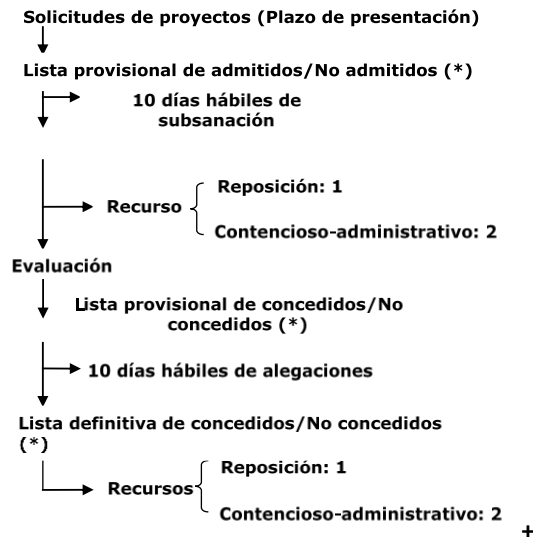 Solicitudes de proyectos (Plazo de presentación)
Lista provisional de admitidos/No admitidos (*)
10 días hábiles de
subsanación
Reposición: 1
Recurso
Contencioso-administrativo: 2
Evaluación
Lista provisional de concedidos/No
concedidos (*)
10 días hábiles de alegaciones
Lista definitiva de concedidos/No concedidos
(*)
Reposición: 1
Recursos
Contencioso-administrativo: 2
+